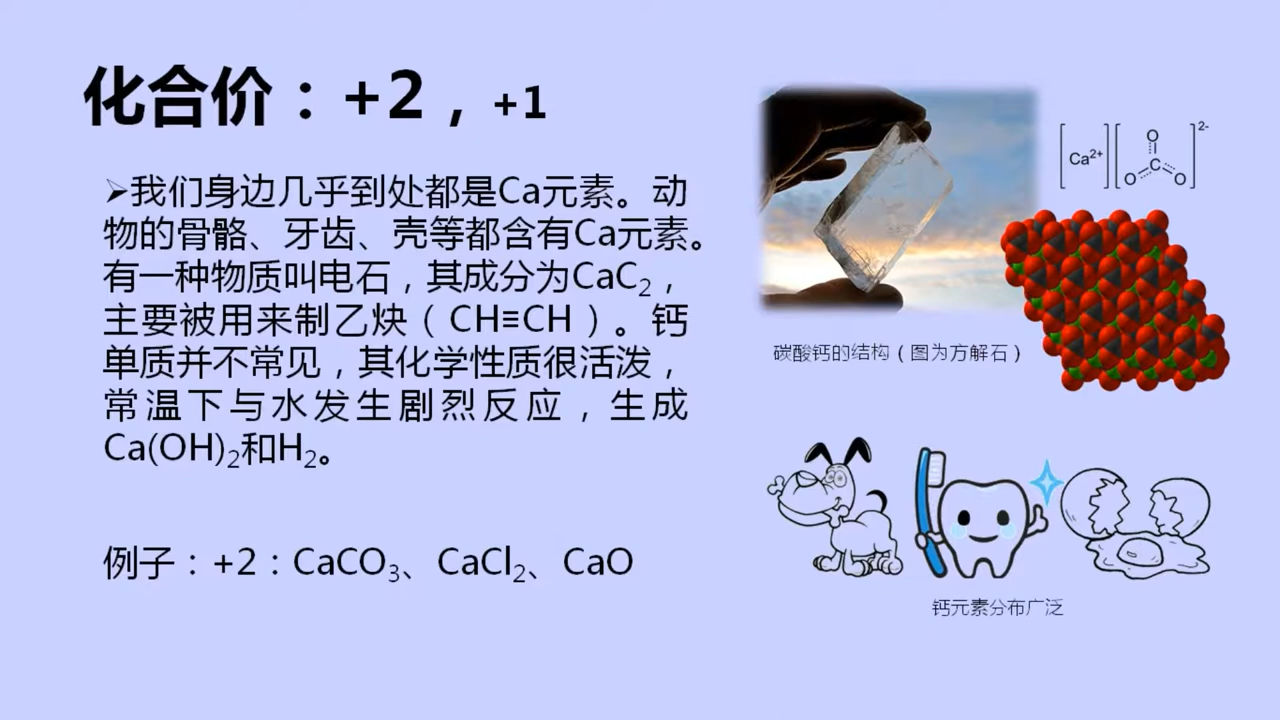 化合价：+2，+1
➢我们身边几乎到处都是Ca元素。动
物的骨骼、牙齿、壳等都含有Ca元素。
有一种物质叫电石，其成分为CaC₂，
主要被用来制乙炔（CH≡CH）。钙
单质并不常见，其化学性质很活泼，
常温下与水发生剧烈反应，生成
Ca(OH)₂和H₂。
例子：+2：CaCO₃、CaCl₂、CaO
[Ca²⁺][O C O O]²⁻
碳酸钙的结构（图为方解石）
钙元素分布广泛